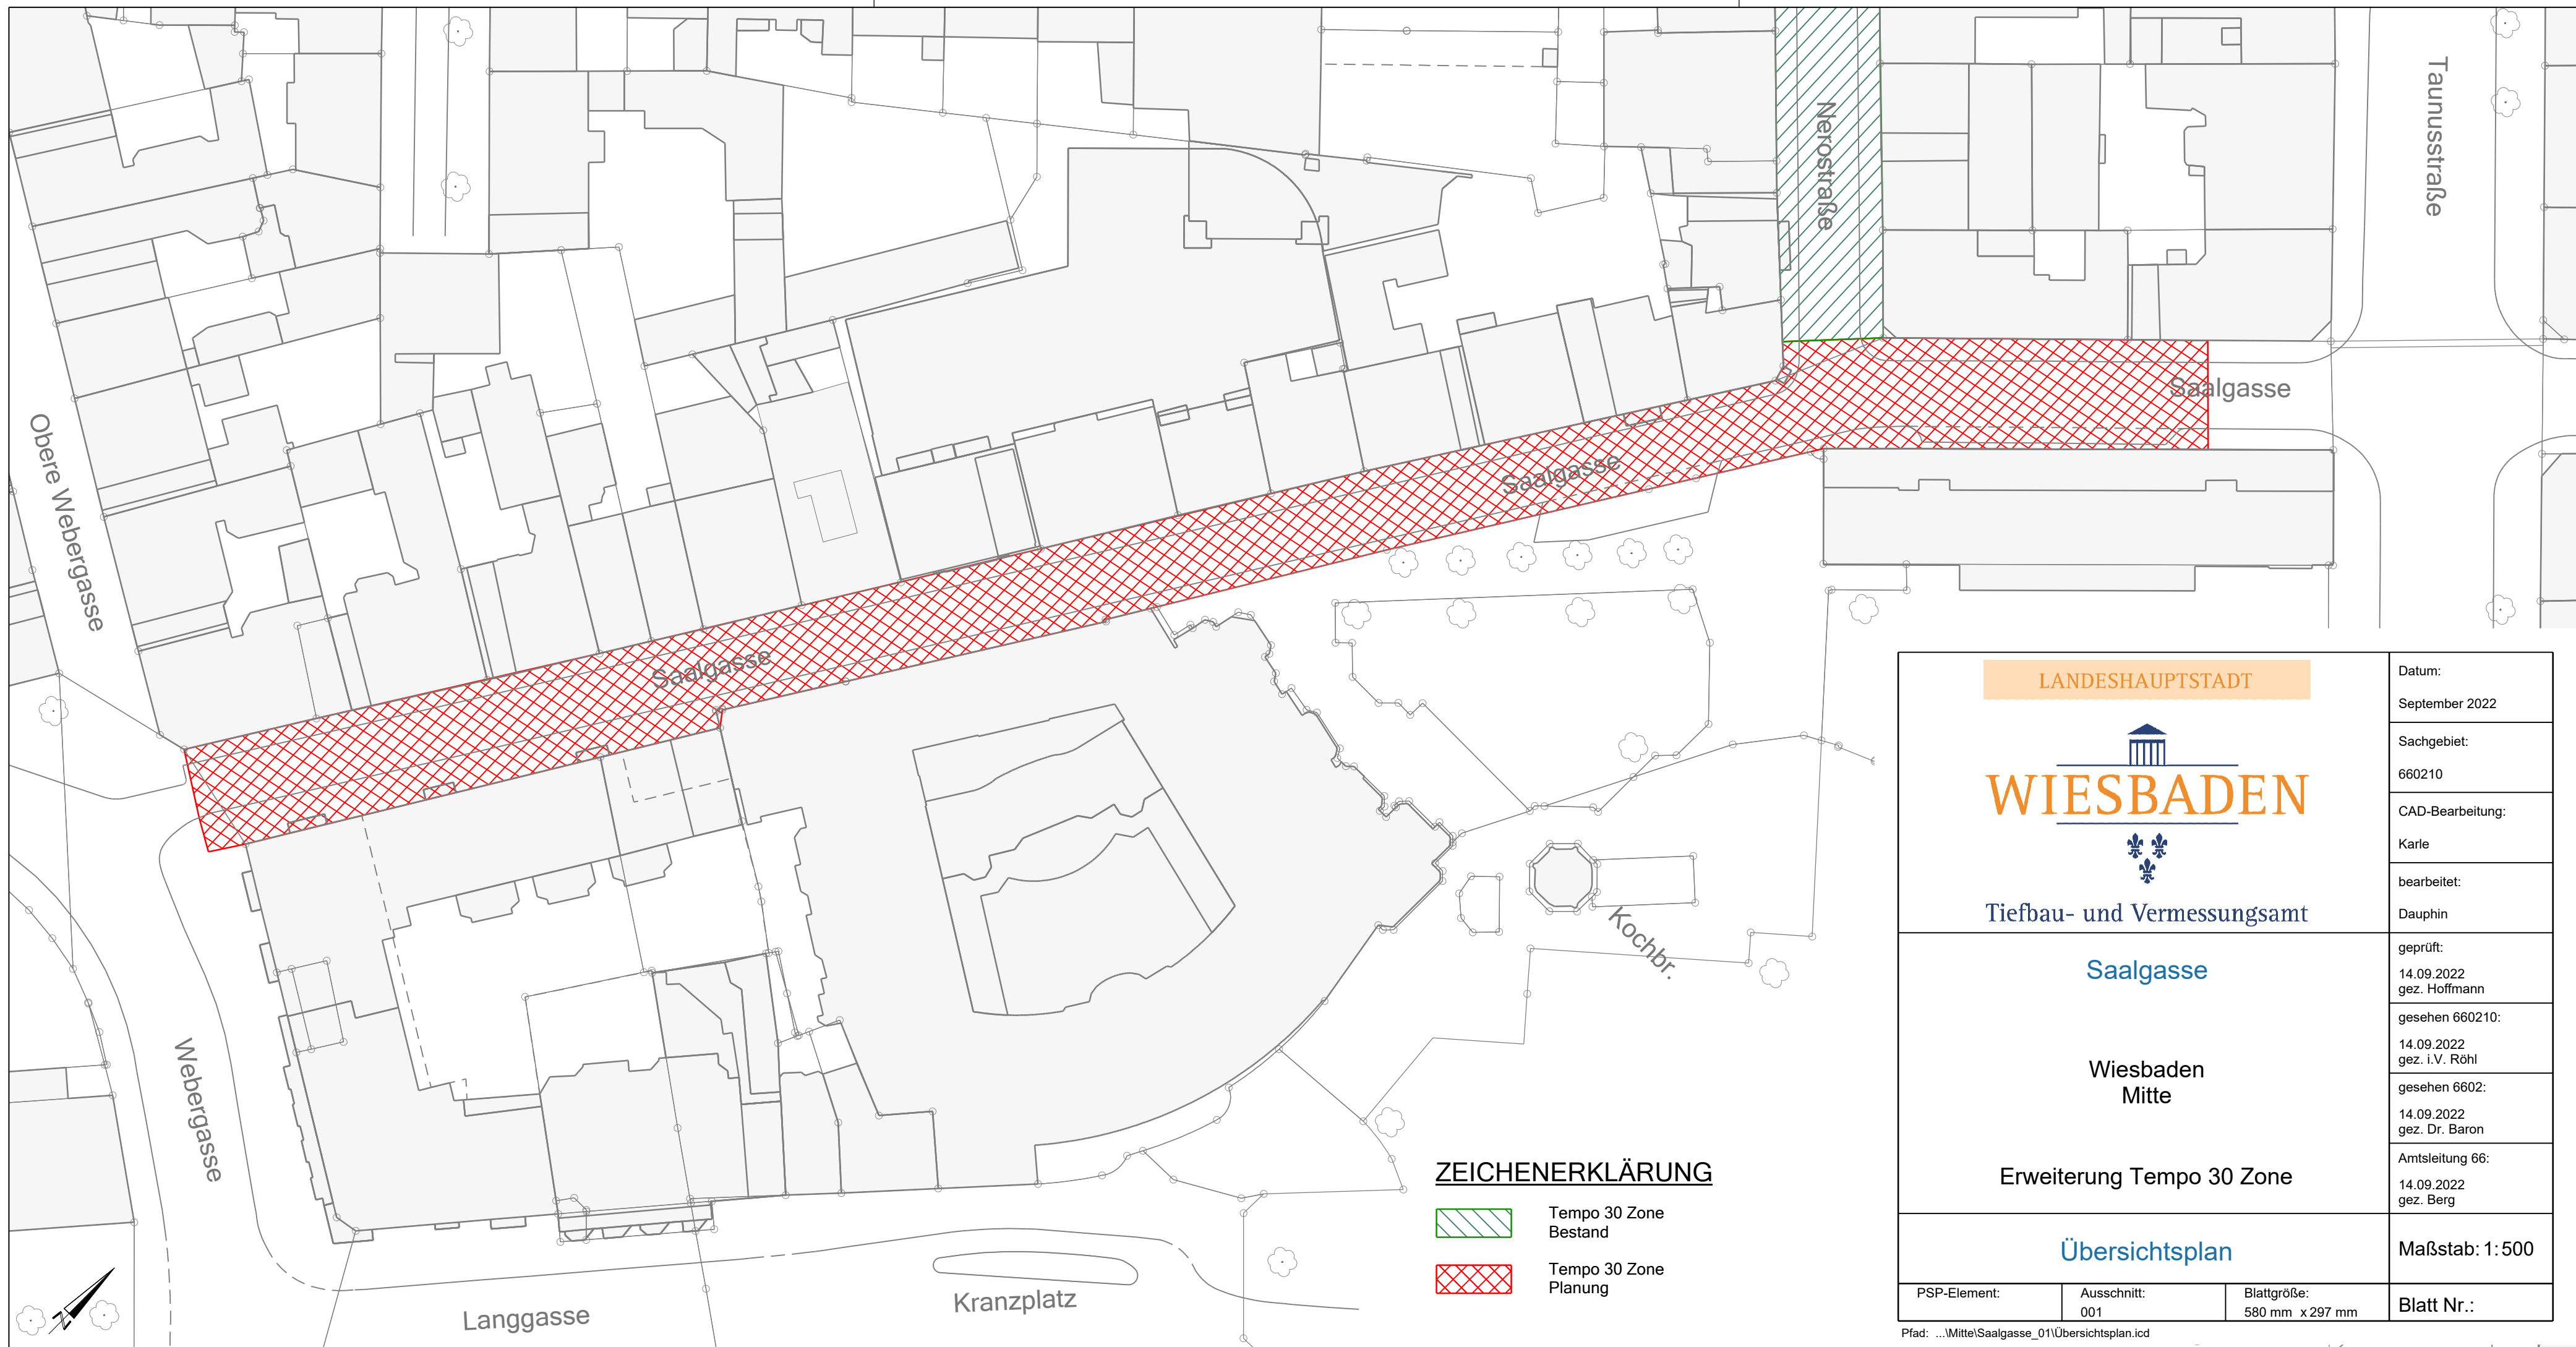 Nerostraße
Taunusstraße
Saalgasse
Obere Webergasse
Saalgasse
Saalgasse
Kochbr.
Webergasse
Langgasse
Kranzplatz
N
ZEICHENERKLÄRUNG
Tempo 30 Zone
Bestand
Tempo 30 Zone
Planung
LANDESHAUPTSTADT
WIESBADEN
Tiefbau- und Vermessungsamt
Saalgasse
Wiesbaden
Mitte
Erweiterung Tempo 30 Zone
Übersichtsplan
Datum:
September 2022
Sachgebiet:
660210
CAD-Bearbeitung:
Karle
bearbeitet:
Dauphin
geprüft:
14.09.2022
gez. Hoffmann
gesehen 660210:
14.09.2022
gez. i.V. Röhl
gesehen 6602:
14.09.2022
gez. Dr. Baron
Amtsleitung 66:
14.09.2022
gez. Berg
Maßstab: 1:500
PSP-Element:
Ausschnitt:
001
Blattgröße:
580 mm x 297 mm
Blatt Nr.:
Pfad: ...\Mitte\Saalgasse_01\Übersichtsplan.icd